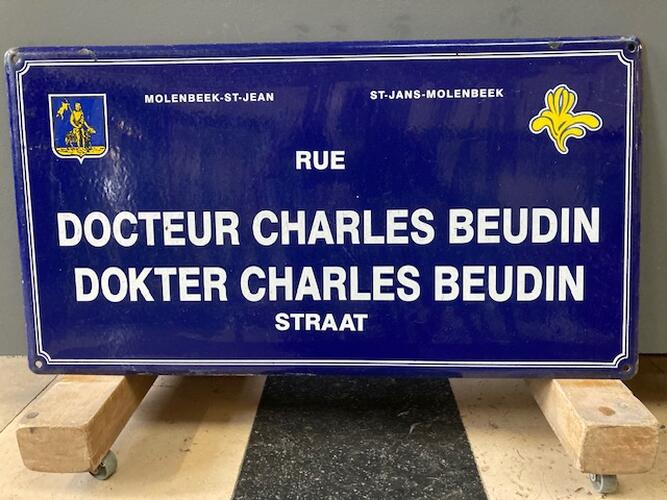 MOLENBEEK-ST-JEAN ST-JANS-MOLENBEEK
RUE
DOCTEUR CHARLES BEUDIN
DOKTER CHARLES BEUDIN
STRAAT